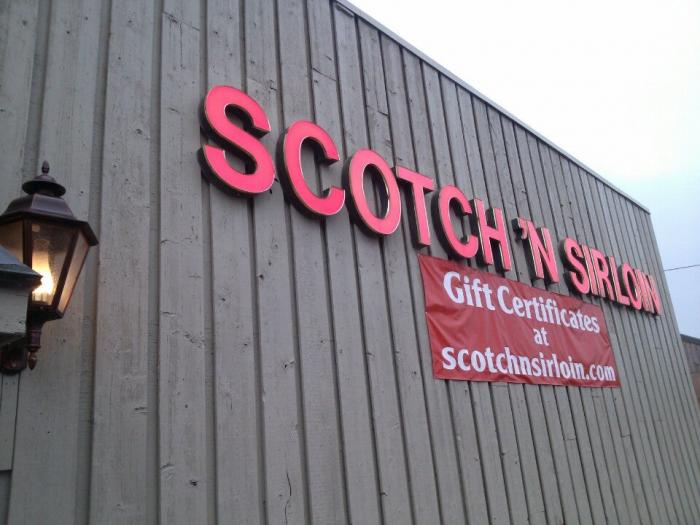 SCOTCH 'N SIRLOIN
Gift Certificates
at
scotchnsirloin.com